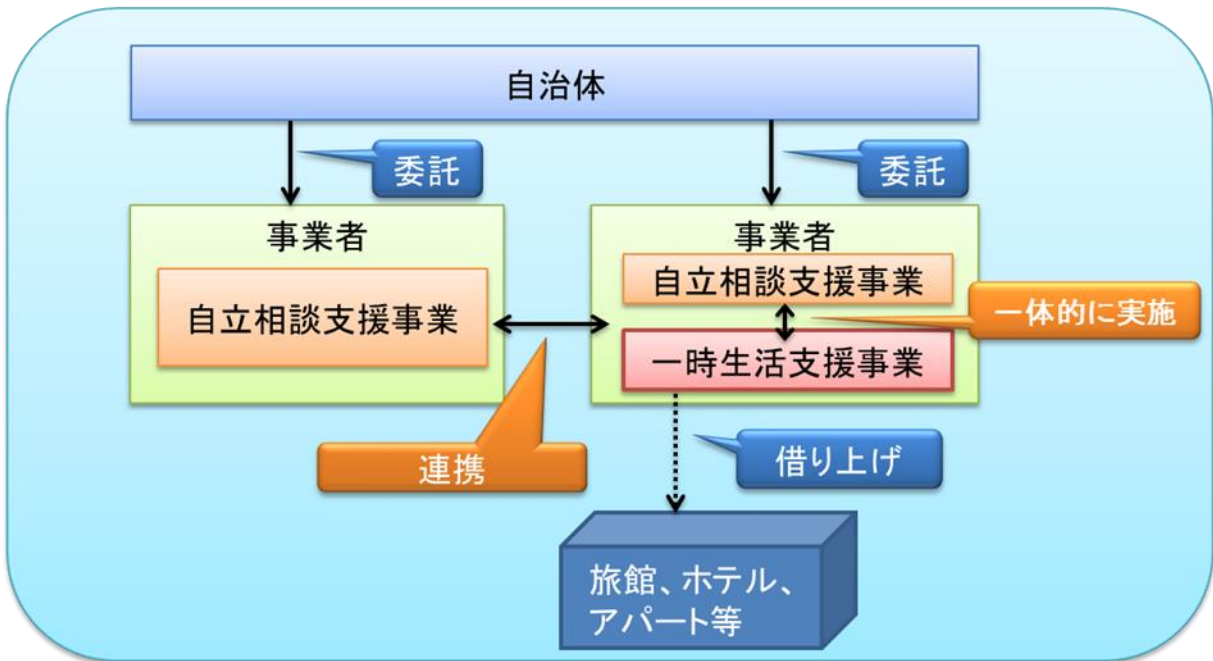 自治体
委託
委託
事業者
自立相談支援事業
事業者
自立相談支援事業
一体的に実施
一時生活支援事業
連携
借り上げ
旅館、ホテル、
アパート等